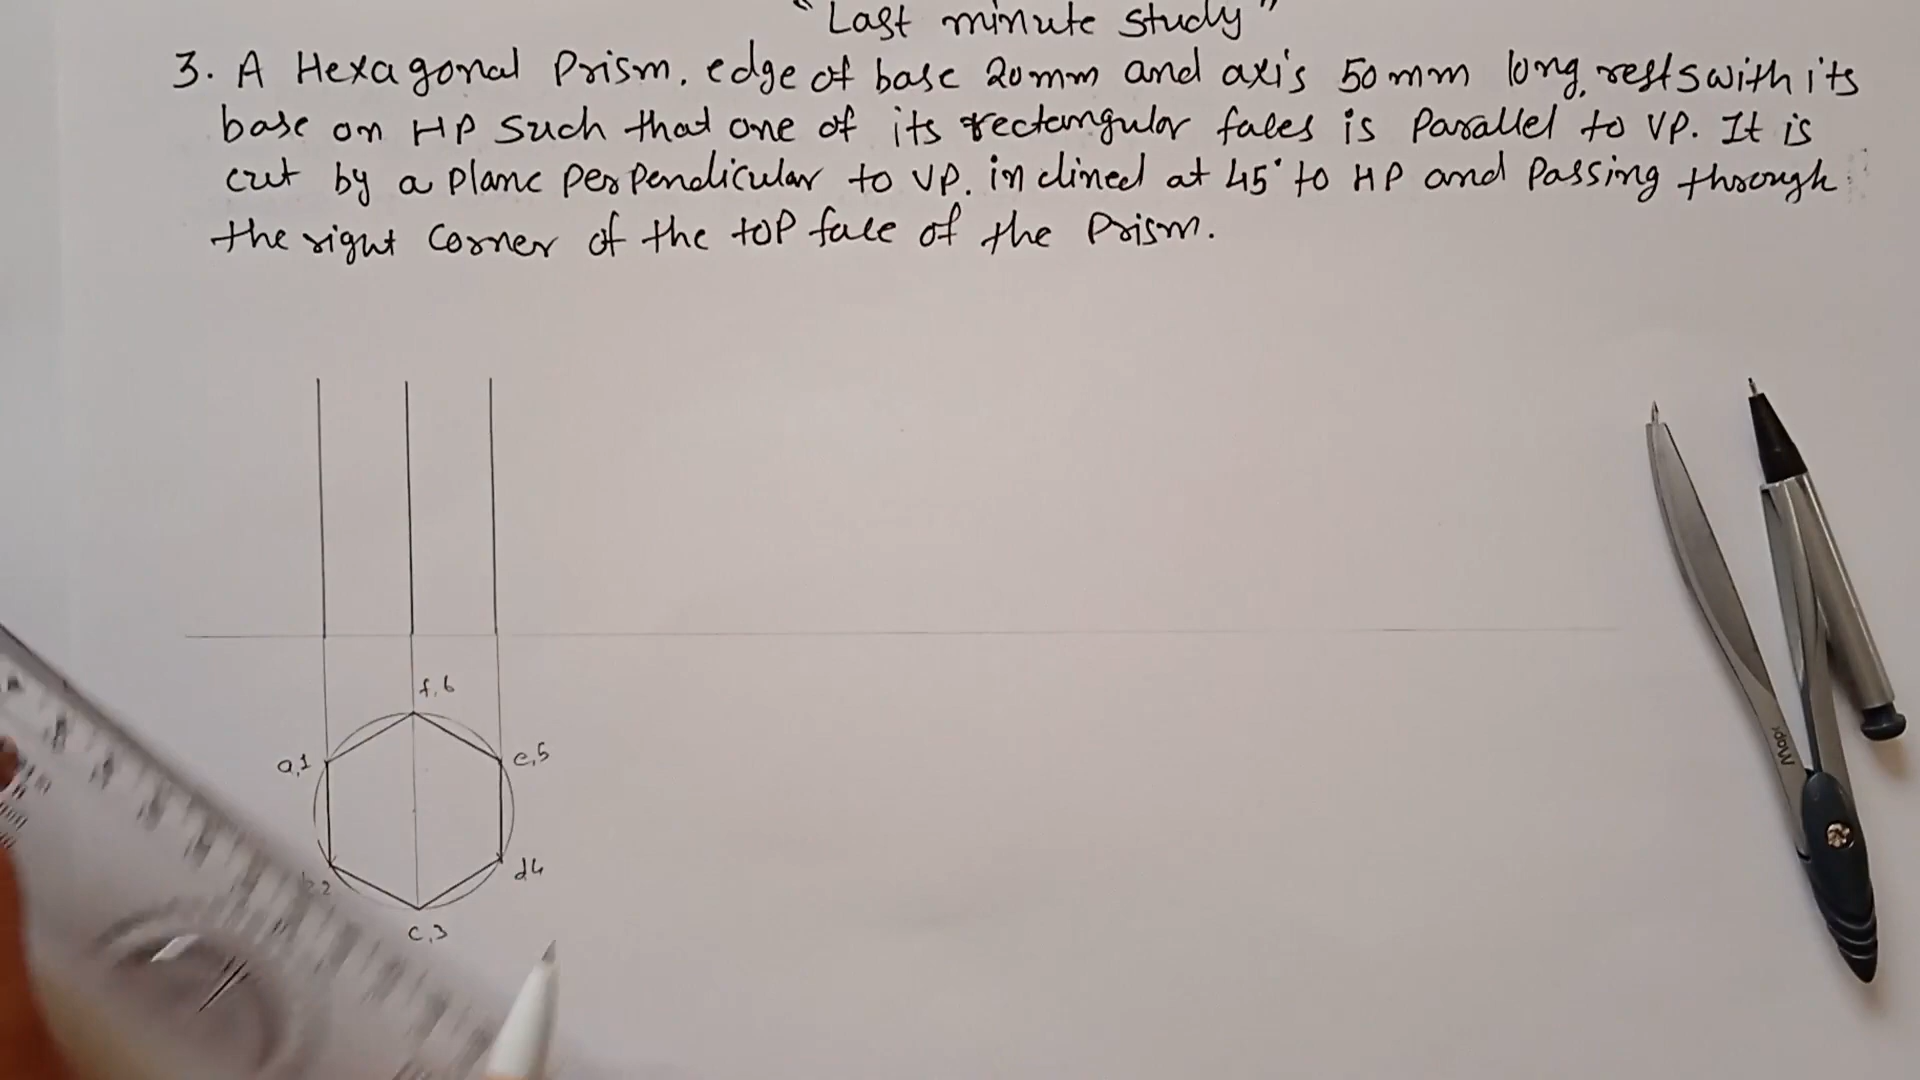 "Last minute study"
3. A Hexagonal Prism. edge of base 20mm and axis 50mm long, rests with its
base on HP such that one of its rectangular faces is parallel to VP. It is
cut by a plane perpendicular to VP. inclined at 45° to HP and passing through
the right corner of the top face of the prism.
f,6
a,1
e,5
2
d4
c,3
Maped